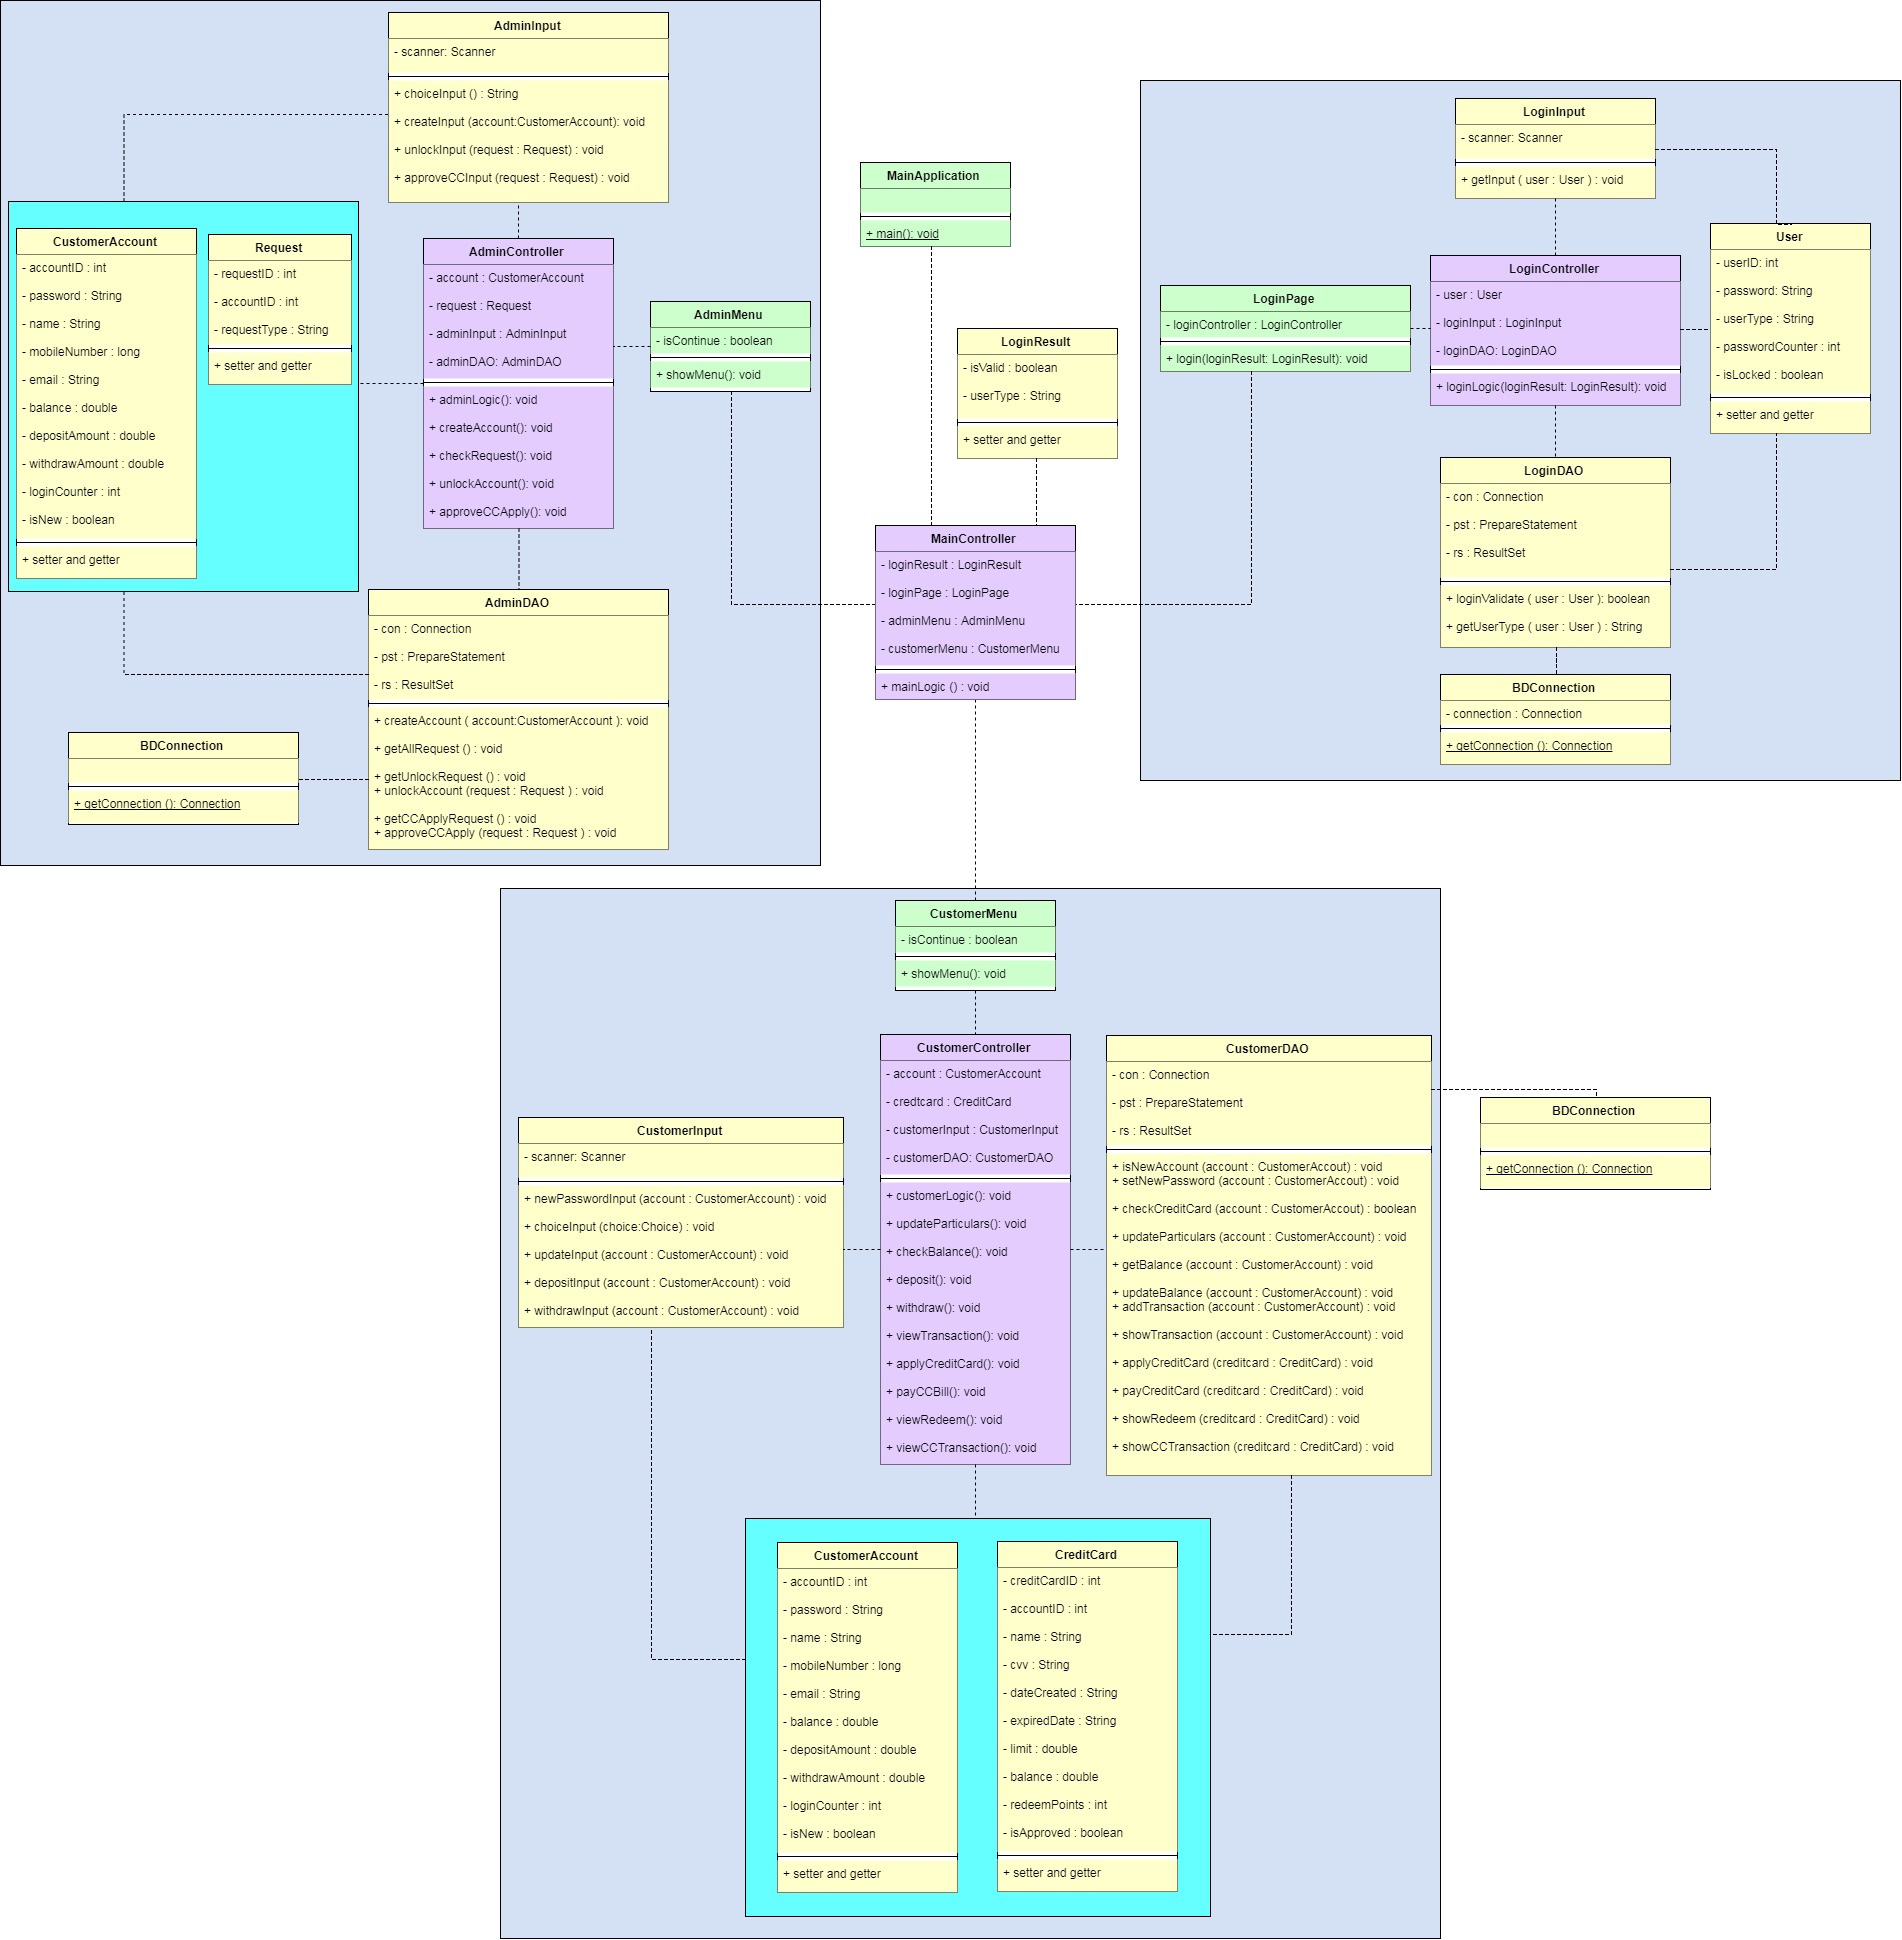 AdminInput
- scanner: Scanner
+ choiceInput () : String
+ createInput (account:CustomerAccount): void
+ unlockInput (request : Request) : void
+ approveCCInput (request : Request) : void
CustomerAccount
- accountID : int
- password : String
- name : String
- mobileNumber : long
- email : String
- balance : double
- depositAmount : double
- withdrawAmount : double
- loginCounter : int
- isNew : boolean
+ setter and getter
Request
- requestID : int
- accountID : int
- requestType : String
+ setter and getter
AdminController
- account : CustomerAccount
- request : Request
- adminInput : AdminInput
- adminDAO: AdminDAO
+ adminLogic(): void
+ createAccount(): void
+ checkRequest(): void
+ unlockAccount(): void
+ approveCCApply(): void
AdminMenu
- isContinue : boolean
+ showMenu(): void
AdminDAO
- con : Connection
- pst : PrepareStatement
- rs : ResultSet
+ createAccount ( account:CustomerAccount ): void
+ getAllRequest () : void
+ getUnlockRequest () : void
+ unlockAccount (request : Request ) : void
+ getCCApplyRequest () : void
+ approveCCApply (request : Request ) : void
BDConnection
+ getConnection (): Connection
MainApplication
+ main(): void
LoginResult
- isValid : boolean
- userType : String
+ setter and getter
MainController
- loginResult : LoginResult
- loginPage : LoginPage
- adminMenu : AdminMenu
- customerMenu : CustomerMenu
+ mainLogic () : void
LoginInput
- scanner: Scanner
+ getInput ( user : User ) : void
LoginPage
- loginController : LoginController
+ login(loginResult: LoginResult): void
LoginController
- user : User
- loginInput : LoginInput
- loginDAO: LoginDAO
+ loginLogic(loginResult: LoginResult): void
User
- userID: int
- password: String
- userType : String
- passwordCounter : int
- isLocked : boolean
+ setter and getter
LoginDAO
- con : Connection
- pst : PrepareStatement
- rs : ResultSet
+ loginValidate ( user : User ): boolean
+ getUserType ( user : User ) : String
BDConnection
- connection : Connection
+ getConnection (): Connection
CustomerMenu
- isContinue : boolean
+ showMenu(): void
CustomerInput
- scanner: Scanner
+ newPasswordInput (account : CustomerAccount) : void
+ choiceInput (choice:Choice) : void
+ updateInput (account : CustomerAccount) : void
+ depositInput (account : CustomerAccount) : void
+ withdrawInput (account : CustomerAccount) : void
CustomerController
- account : CustomerAccount
- credtcard : CreditCard
- customerInput : CustomerInput
- customerDAO: CustomerDAO
+ customerLogic(): void
+ updateParticulars(): void
+ checkBalance(): void
+ deposit(): void
+ withdraw(): void
+ viewTransaction(): void
+ applyCreditCard(): void
+ payCCBill(): void
+ viewRedeem(): void
+ viewCCTransaction(): void
CustomerDAO
- con : Connection
- pst : PrepareStatement
- rs : ResultSet
+ isNewAccount (account : CustomerAccout) : void
+ setNewPassword (account : CustomerAccout) : void
+ checkCreditCard (account : CustomerAccout) : boolean
+ updateParticulars (account : CustomerAccount) : void
+ getBalance (account : CustomerAccount) : void
+ updateBalance (account : CustomerAccount) : void
+ addTransaction (account : CustomerAccount) : void
+ showTransaction (account : CustomerAccount) : void
+ applyCreditCard (creditcard : CreditCard) : void
+ payCreditCard (creditcard : CreditCard) : void
+ showRedeem (creditcard : CreditCard) : void
+ showCCTransaction (creditcard : CreditCard) : void
BDConnection
+ getConnection (): Connection
CustomerAccount
- accountID : int
- password : String
- name : String
- mobileNumber : long
- email : String
- balance : double
- depositAmount : double
- withdrawAmount : double
- loginCounter : int
- isNew : boolean
+ setter and getter
CreditCard
- creditCardID : int
- accountID : int
- name : String
- cvv : String
- dateCreated : String
- expiredDate : String
- limit : double
- balance : double
- redeemPoints : int
- isApproved : boolean
+ setter and getter